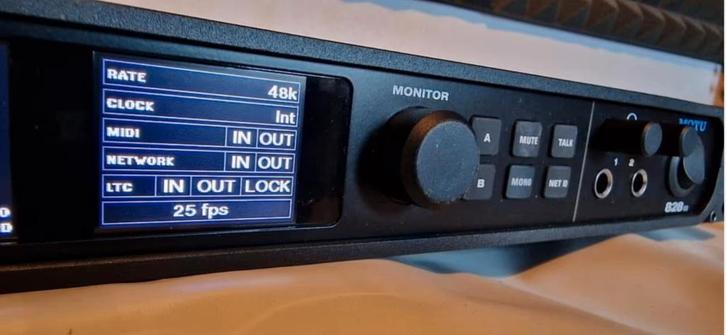 RATE 48k
CLOCK Int
MIDI IN OUT
NETWORK IN OUT
LTC IN OUT LOCK
25 fps
MONITOR
A MUTE TALK
B MONO NET ID
1 2
MOTU
828